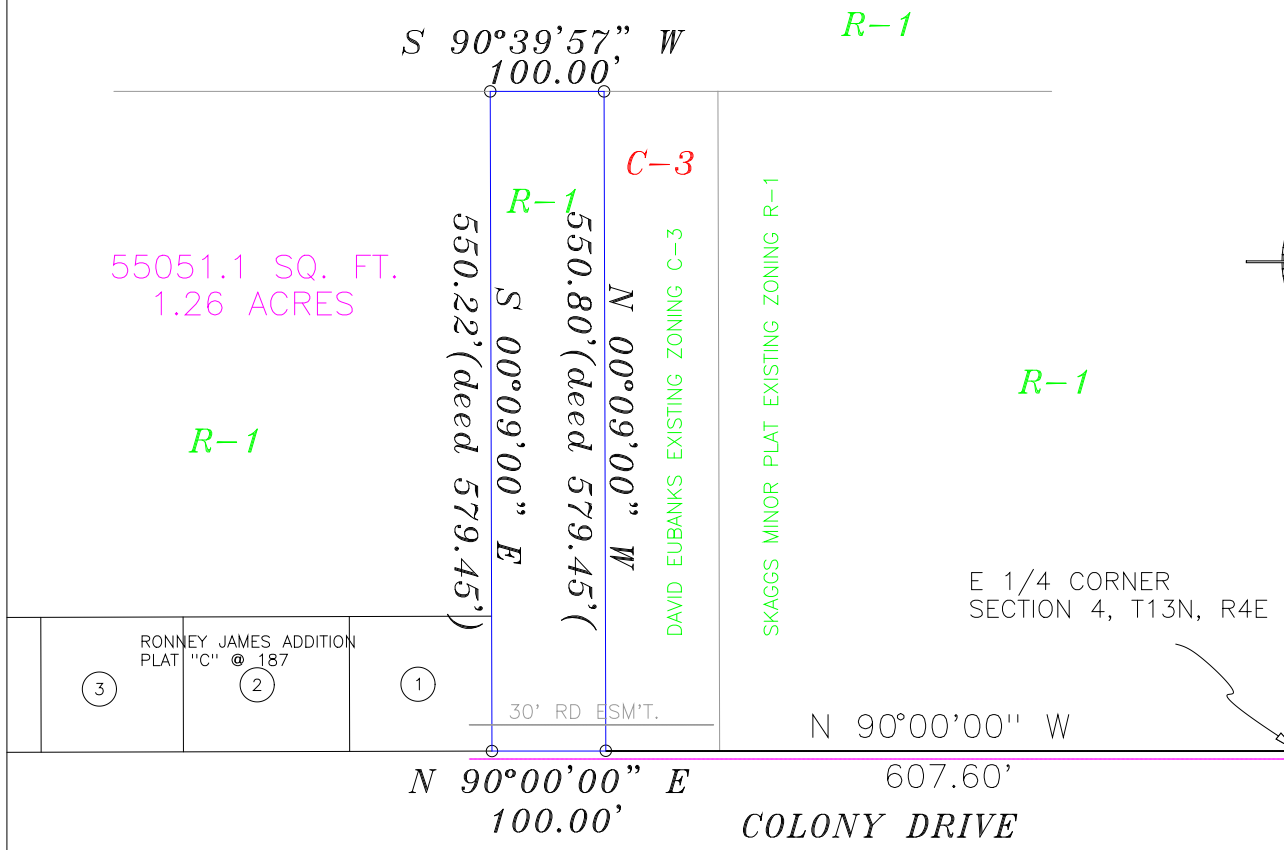 R-1
S 90°39'57" W
100.00'
C-3
R-1
55051.1 SQ. FT.
1.26 ACRES
550.22'(deed 579.45')
S 00°09'00" E
550.80'(deed 579.45'(
N 00°09'00" W
DAVID EUBANKS EXISTING ZONING C-3
SKAGGS MINOR PLAT EXISTING ZONING R-1
R-1
R-1
E 1/4 CORNER
SECTION 4, T13N, R4E
RONNEY JAMES ADDITION
PLAT "C" @ 187
3
2
1
30' RD ESM'T.
N 90°00'00" W
607.60'
N 90°00'00" E
100.00'
COLONY DRIVE